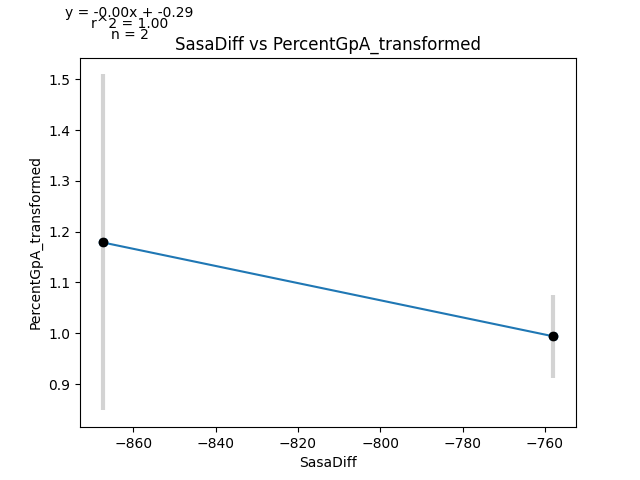 y = -0.00x + -0.29
r^2 = 1.00
n = 2
SasaDiff vs PercentGpA_transformed
PercentGpA_transformed
1.5
1.4
1.3
1.2
1.1
1.0
0.9
−860
−840
−820
−800
−780
−760
SasaDiff